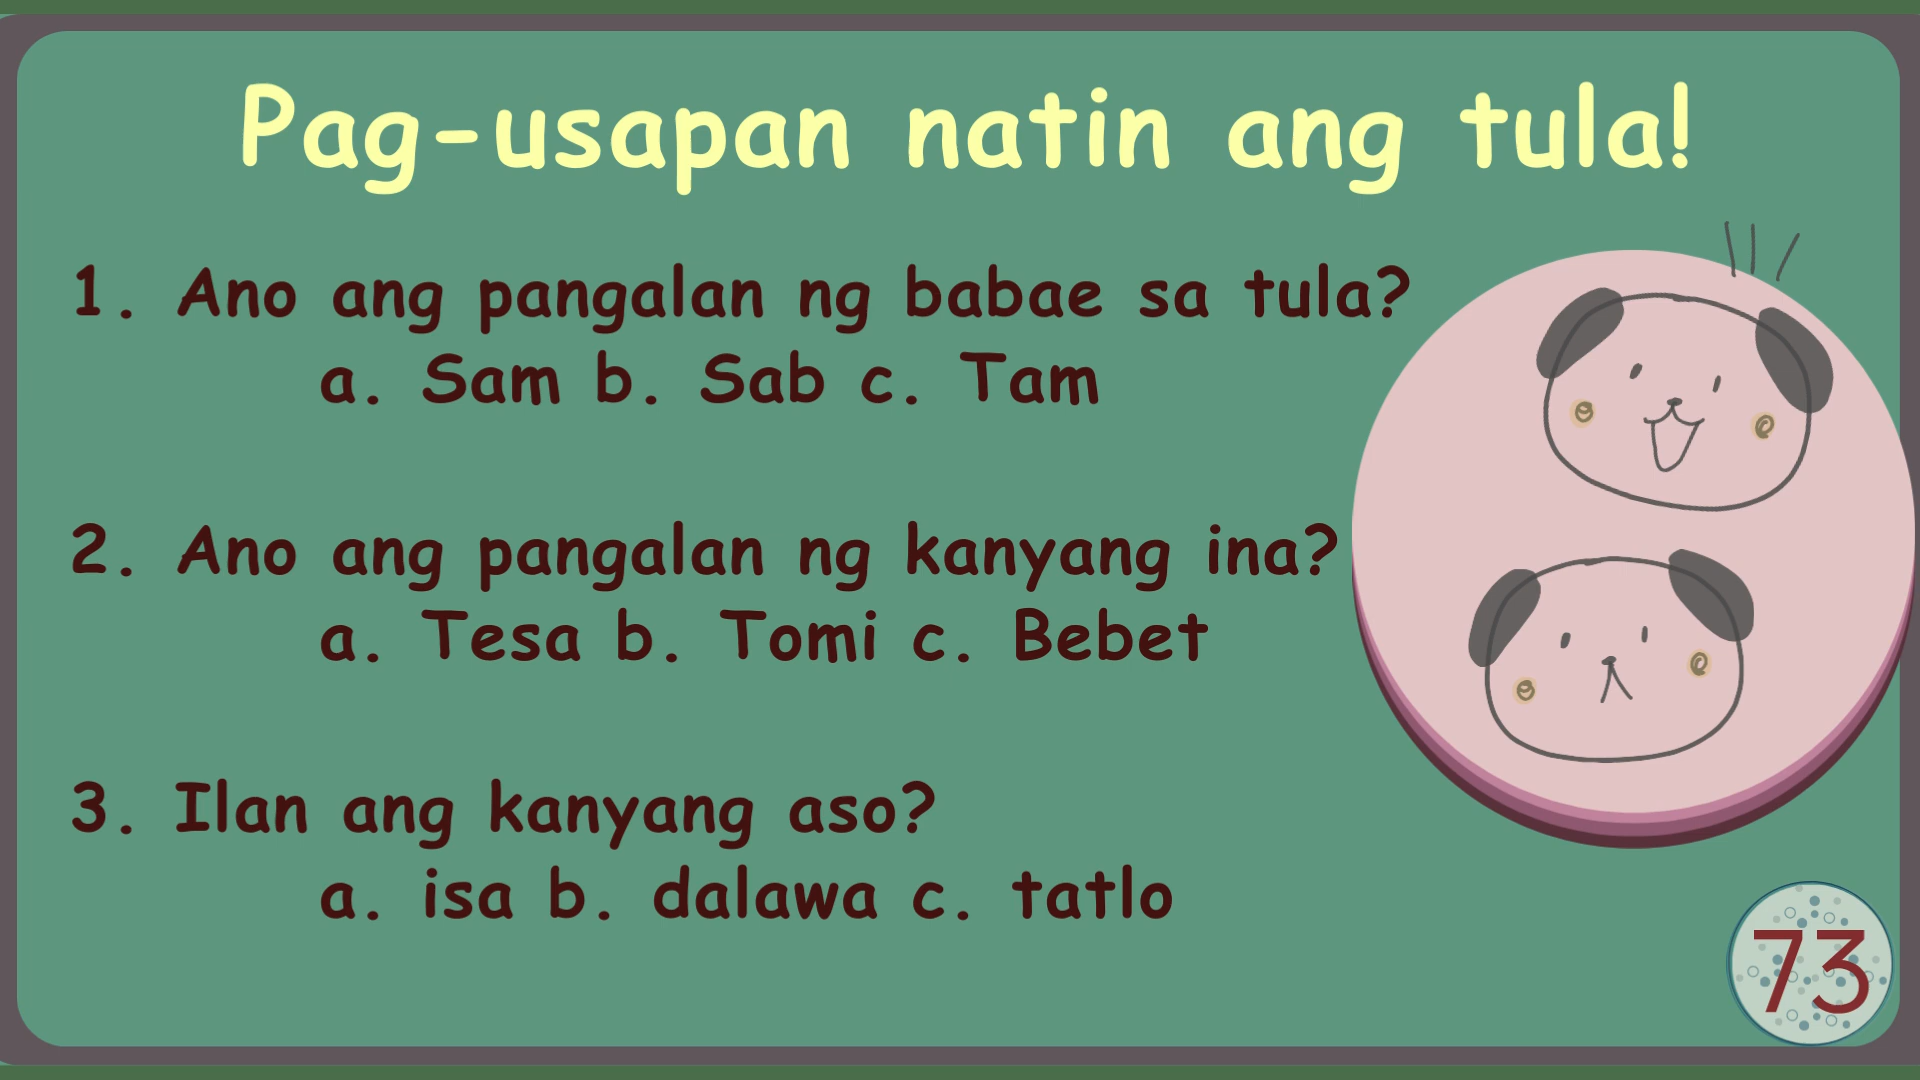 Pag-usapan natin ang tula!
1. Ano ang pangalan ng babae sa tula?
a. Sam b. Sab c. Tam
2. Ano ang pangalan ng kanyang ina?
a. Tesa b. Tomi c. Bebet
3. Ilan ang kanyang aso?
a. isa b. dalawa c. tatlo
73